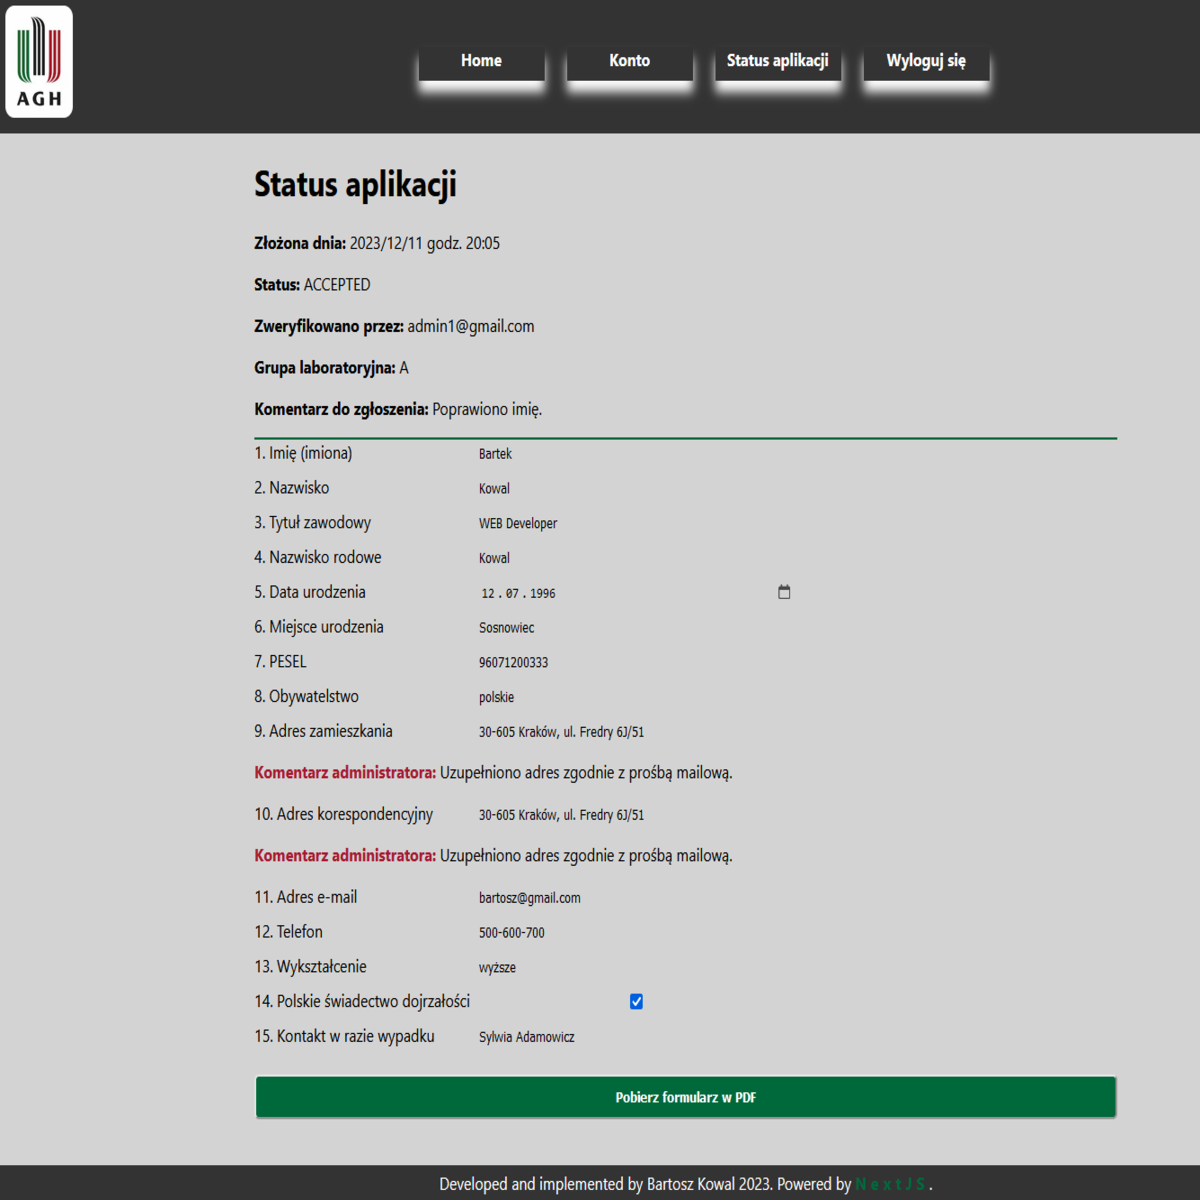 AGH
Home Konto Status aplikacji Wyloguj się
Status aplikacji
Złożona dnia: 2023/12/11 godz. 20:05
Status: ACCEPTED
Zweryfikowano przez: admin1@gmail.com
Grupa laboratoryjna: A
Komentarz do zgłoszenia: Poprawiono imię.
1. Imię (imiona) Bartek
2. Nazwisko Kowal
3. Tytuł zawodowy WEB Developer
4. Nazwisko rodowe Kowal
5. Data urodzenia 12.07.1996
6. Miejsce urodzenia Sosnowiec
7. PESEL 96071200333
8. Obywatelstwo polskie
9. Adres zamieszkania 30-605 Kraków, ul. Fredry 6J/51
Komentarz administratora: Uzupełniono adres zgodnie z prośbą mailową.
10. Adres korespondencyjny 30-605 Kraków, ul. Fredry 6J/51
Komentarz administratora: Uzupełniono adres zgodnie z prośbą mailową.
11. Adres e-mail bartosz@gmail.com
12. Telefon 500-600-700
13. Wykształcenie wyższe
14. Polskie świadectwo dojrzałości
15. Kontakt w razie wypadku Sylwia Adamowicz
Pobierz formularz w PDF
Developed and implemented by Bartosz Kowal 2023. Powered by NextJS.